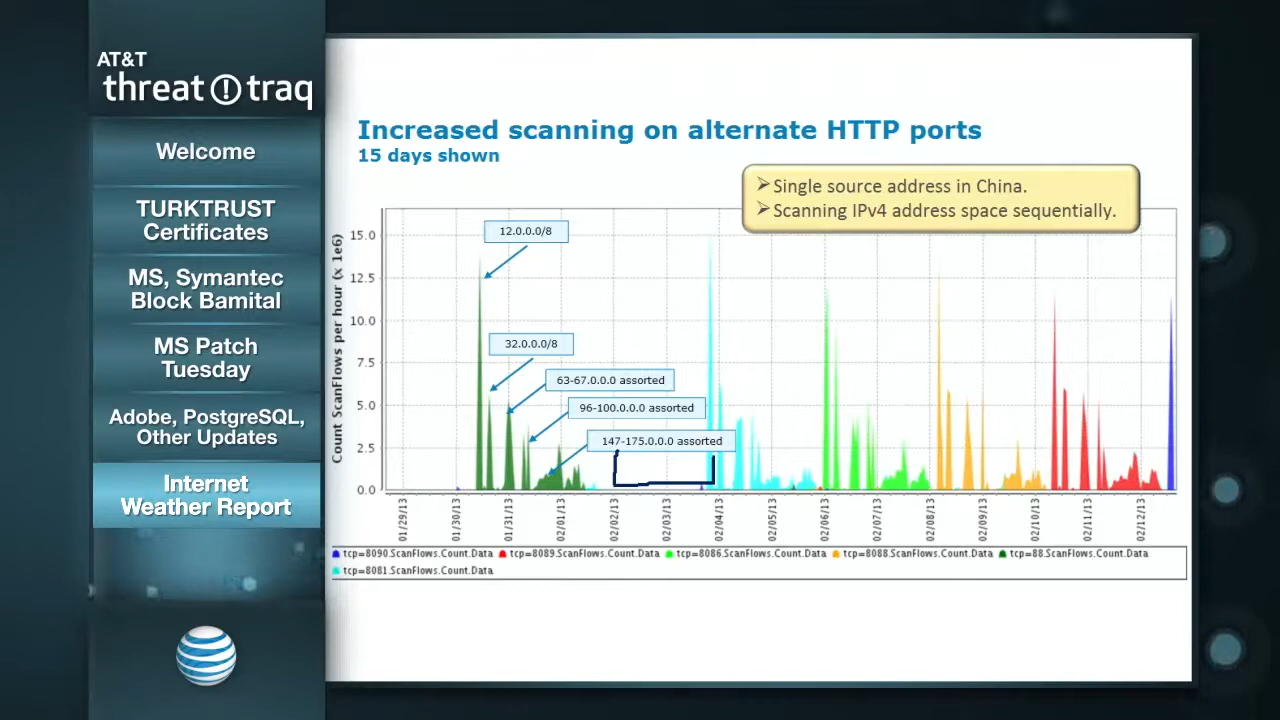 AT&T
threat traq
Welcome
TURKTRUST
Certificates
MS, Symantec
Block Bamital
MS Patch
Tuesday
Adobe, PostgreSQL,
Other Updates
Internet
Weather Report
Increased scanning on alternate HTTP ports
15 days shown
Single source address in China.
Scanning IPv4 address space sequentially.
Count ScanFlows per hour (x 1e6)
15.0
12.5
10.0
7.5
5.0
2.5
0.0
12.0.0.0/8
32.0.0.0/8
63-67.0.0.0 assorted
96-100.0.0.0 assorted
147-175.0.0.0 assorted
01/29/13
01/30/13
01/31/13
02/01/13
02/02/13
02/03/13
02/04/13
02/05/13
02/06/13
02/07/13
02/08/13
02/09/13
02/10/13
02/11/13
02/12/13
tcp=8090.ScanFlows.Count.Data tcp=8089.ScanFlows.Count.Data tcp=8086.ScanFlows.Count.Data tcp=8088.ScanFlows.Count.Data tcp=88.ScanFlows.Count.Data
tcp=8081.ScanFlows.Count.Data